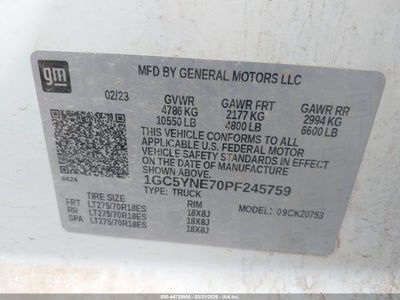 gm
MFD BY GENERAL MOTORS LLC
02/23 GVWR GAWR FRT GAWR RR
4786 KG 2177 KG 2994 KG
10550 LB 4800 LB 6600 LB
THIS VEHICLE CONFORMS TO ALL
APPLICABLE U.S. FEDERAL MOTOR VEHICLE
SAFETY STANDARDS IN EFFECT ON THE DATE
OF MANUFACTURE SHOWN ABOVE.
1GC5YNE70PF245759
TYPE: TRUCK
TIRE SIZE RIM 09CK20753
FRT LT275/70R18ES 18X8J
RR LT275/70R18ES 18X8J
SPA LT275/70R18ES 18X8J